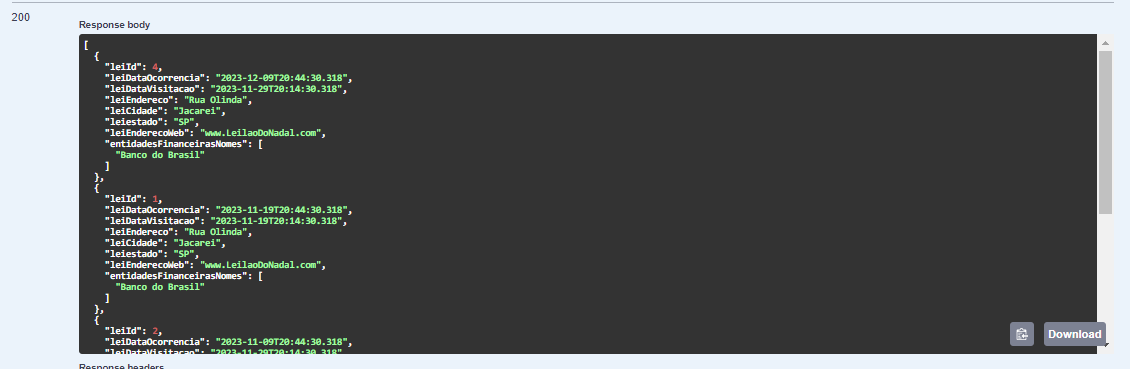 200
Response body
[
{
"leiId": 4,
"leiDataOcorrencia": "2023-12-09T20:44:30.318",
"leiDataVisitacao": "2023-11-29T20:14:30.318",
"leiEndereco": "Rua Olinda",
"leiCidade": "Jacarei",
"leiestado": "SP",
"leiEnderecoWeb": "www.LeilaoDoNadal.com",
"entidadesFinanceirasNomes": [
"Banco do Brasil"
]
},
{
"leiId": 1,
"leiDataOcorrencia": "2023-11-19T20:44:30.318",
"leiDataVisitacao": "2023-11-19T20:14:30.318",
"leiEndereco": "Rua Olinda",
"leiCidade": "Jacarei",
"leiestado": "SP",
"leiEnderecoWeb": "www.LeilaoDoNadal.com",
"entidadesFinanceirasNomes": [
"Banco do Brasil"
]
},
{
"leiId": 2,
"leiDataOcorrencia": "2023-11-09T20:44:30.318",
"leiDataVisitacao": "2023-11-29T20:14:30.318",
Download
Response headers